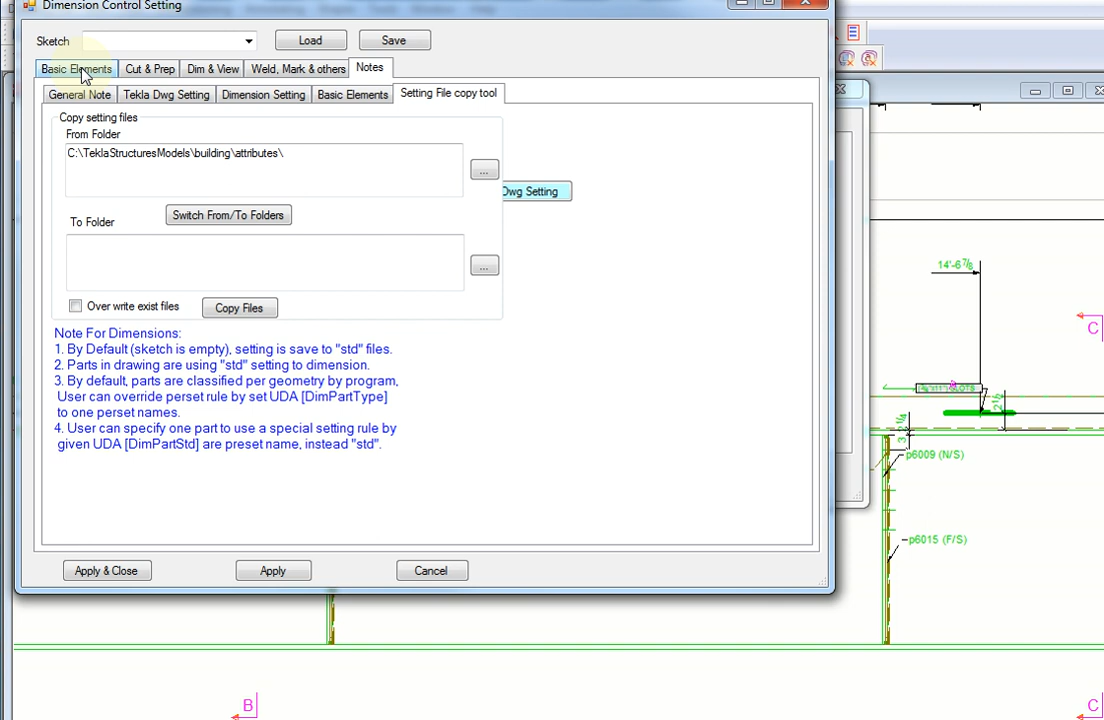 Dimension Control Setting
Sketch
Load
Save
Basic Elements
Cut & Prep
Dim & View
Weld, Mark & others
Notes
General Note
Tekla Dwg Setting
Dimension Setting
Basic Elements
Setting File copy tool
Copy setting files
From Folder
C:\TeklaStructuresModels\building\attributes\
...
Dwg Setting
To Folder
Switch From/To Folders
...
Over write exist files
Copy Files
Note For Dimensions:
1. By Default (sketch is empty), setting is save to "std" files.
2. Parts in drawing are using "std" setting to dimension.
3. By default, parts are classified per geometry by program,
User can override perset rule by set UDA [DimPartType]
to one perset names.
4. User can specify one part to use a special setting rule by
given UDA [DimPartStd] are preset name, instead "std".
Apply & Close
Apply
Cancel
14'-6 7/8
C
2 1/2
3 1/4
p6009 (N/S)
p6015 (F/S)
B
C